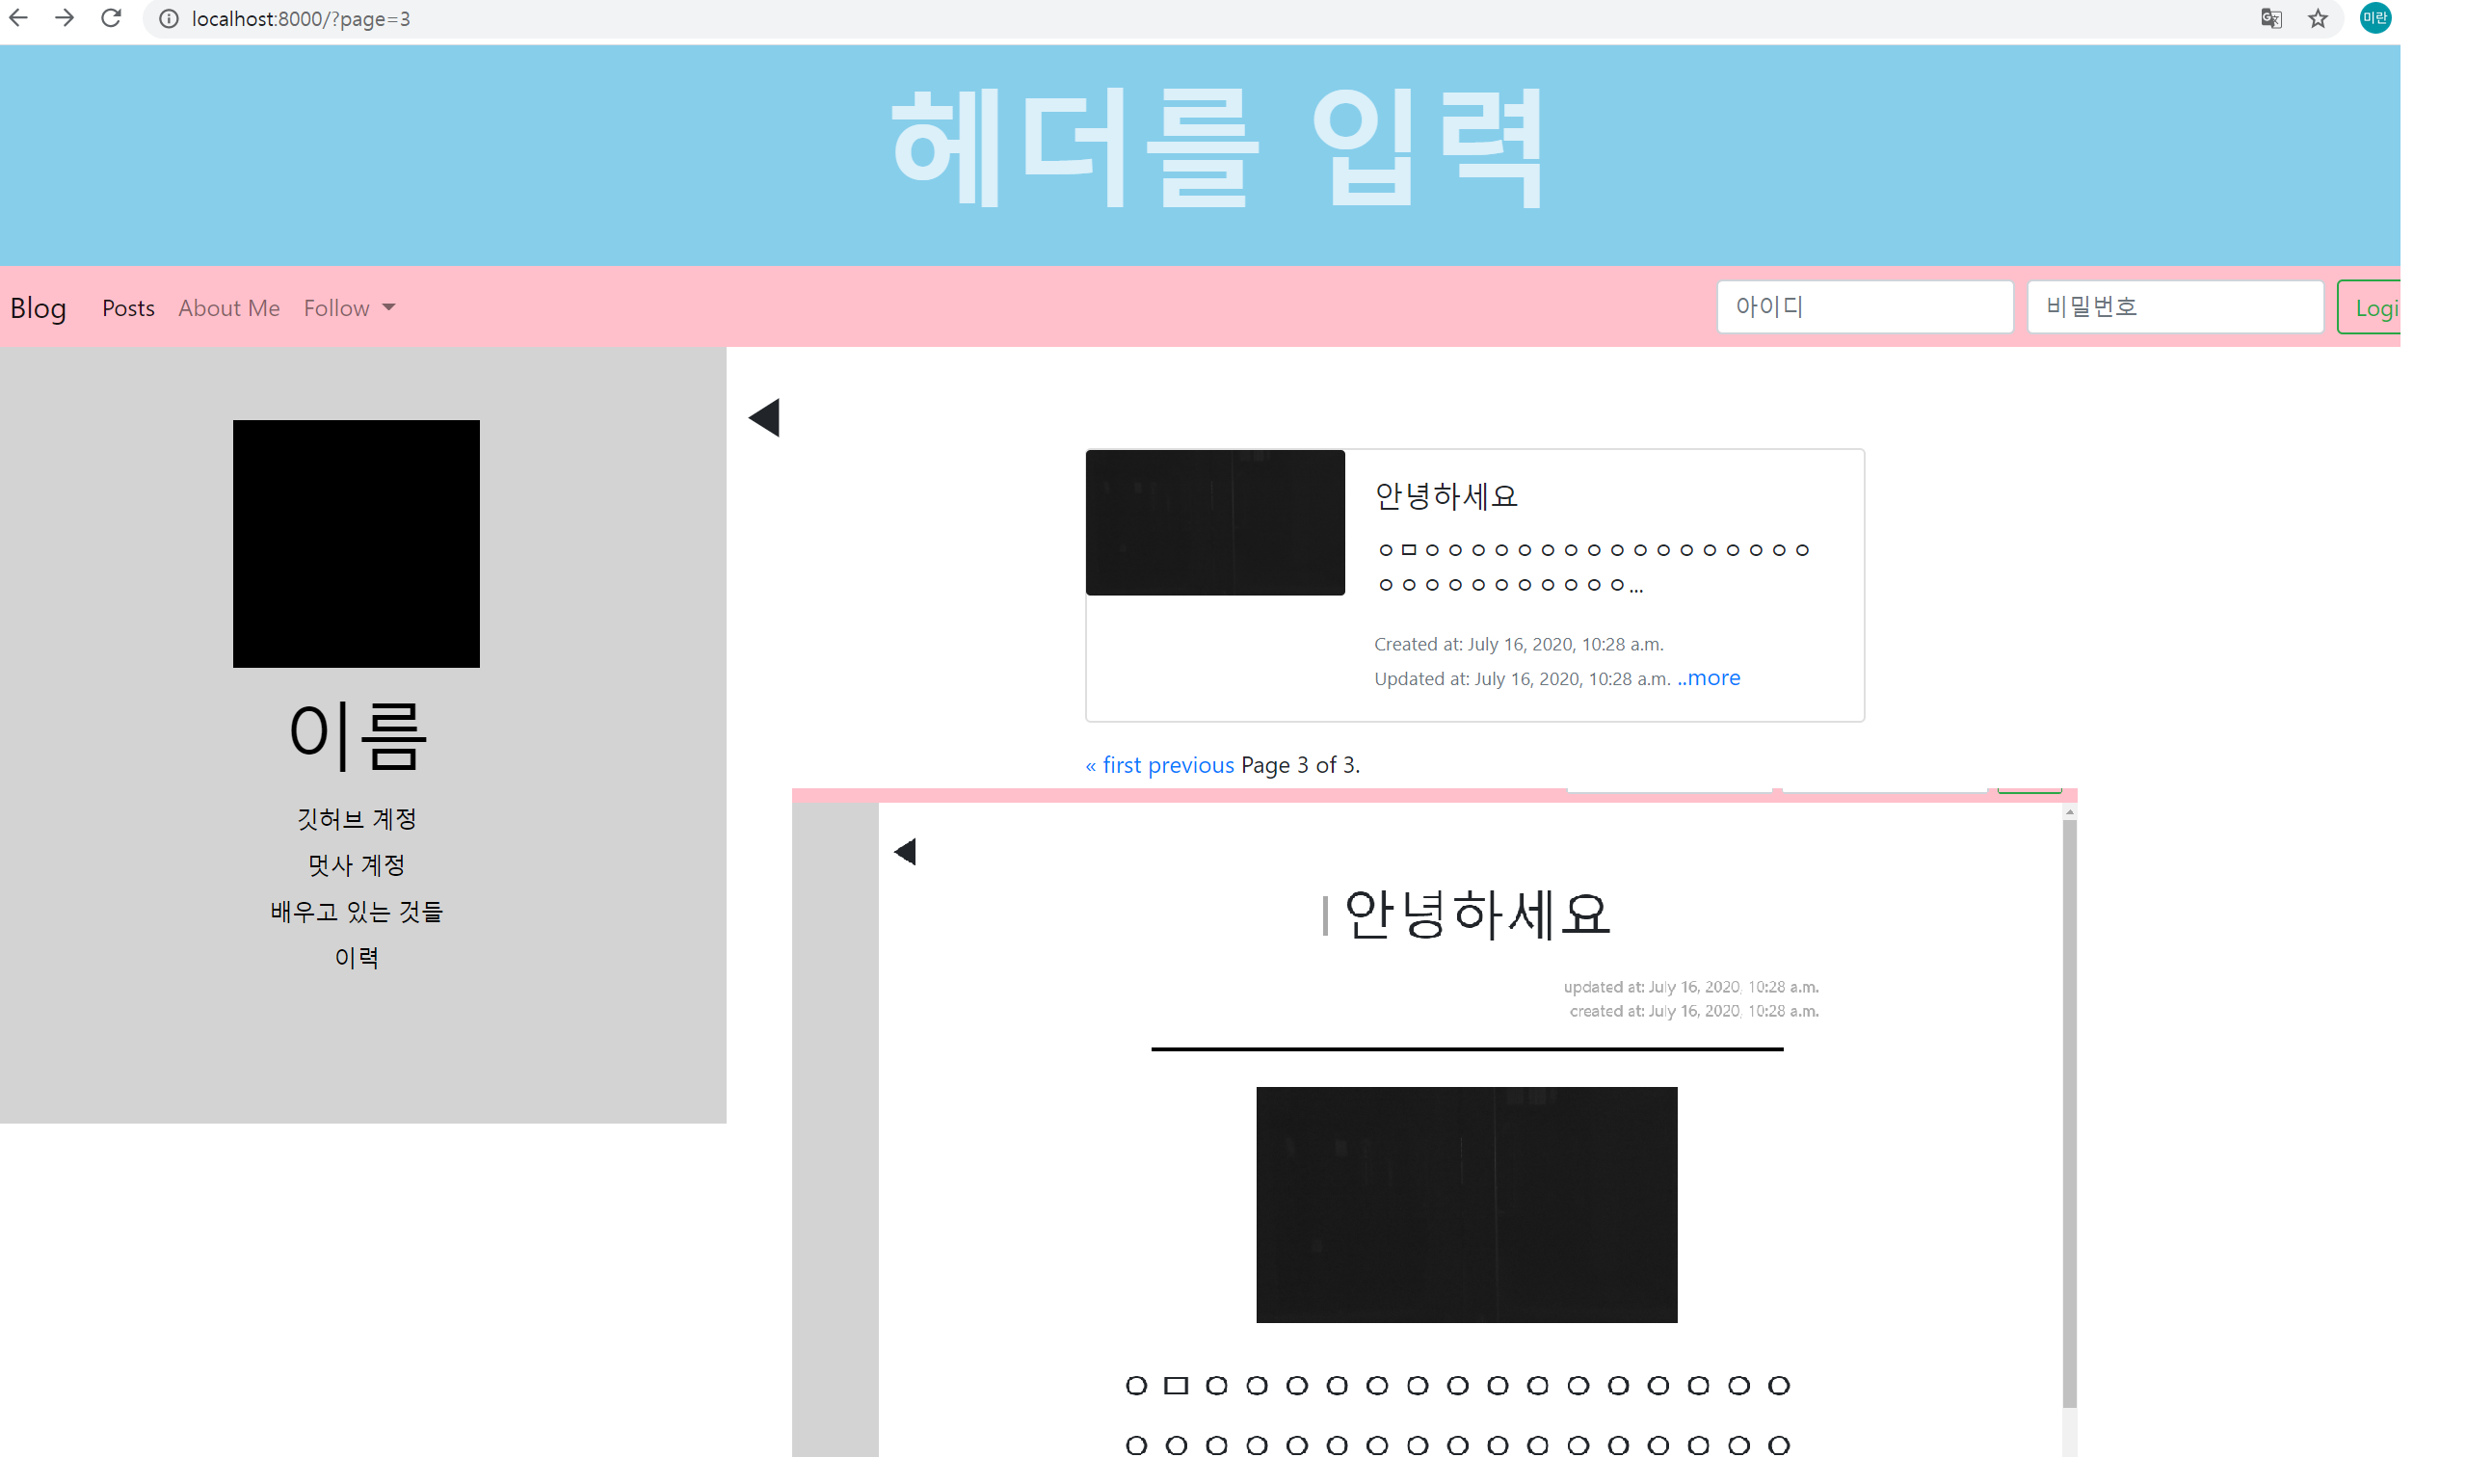 localhost:8000/?page=3
미란
헤더를 입력
Blog Posts About Me Follow 아이디 비밀번호 Logi
이름
깃허브 계정
멋사 계정
배우고 있는 것들
이력
안녕하세요
ㅇㅁㅇㅇㅇㅇㅇㅇㅇㅇㅇㅇㅇㅇㅇㅇㅇㅇㅇ
ㅇㅇㅇㅇㅇㅇㅇㅇㅇㅇㅇ...
Created at: July 16, 2020, 10:28 a.m.
Updated at: July 16, 2020, 10:28 a.m. ..more
« first previous Page 3 of 3.
안녕하세요
updated at: July 16, 2020, 10:28 a.m.
created at: July 16, 2020, 10:28 a.m.
ㅇㅁㅇㅇㅇㅇㅇㅇㅇㅇㅇㅇㅇㅇㅇㅇㅇ
ㅇㅇㅇㅇㅇㅇㅇㅇㅇㅇㅇㅇㅇㅇㅇㅇㅇ